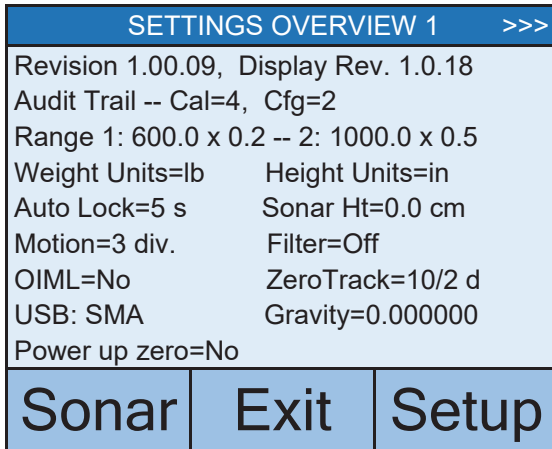 SETTINGS OVERVIEW 1 >>>
Revision 1.00.09, Display Rev. 1.0.18
Audit Trail -- Cal=4, Cfg=2
Range 1: 600.0 x 0.2 -- 2: 1000.0 x 0.5
Weight Units=lb Height Units=in
Auto Lock=5 s Sonar Ht=0.0 cm
Motion=3 div. Filter=Off
OIML=No ZeroTrack=10/2 d
USB: SMA Gravity=0.000000
Power up zero=No
Sonar Exit Setup